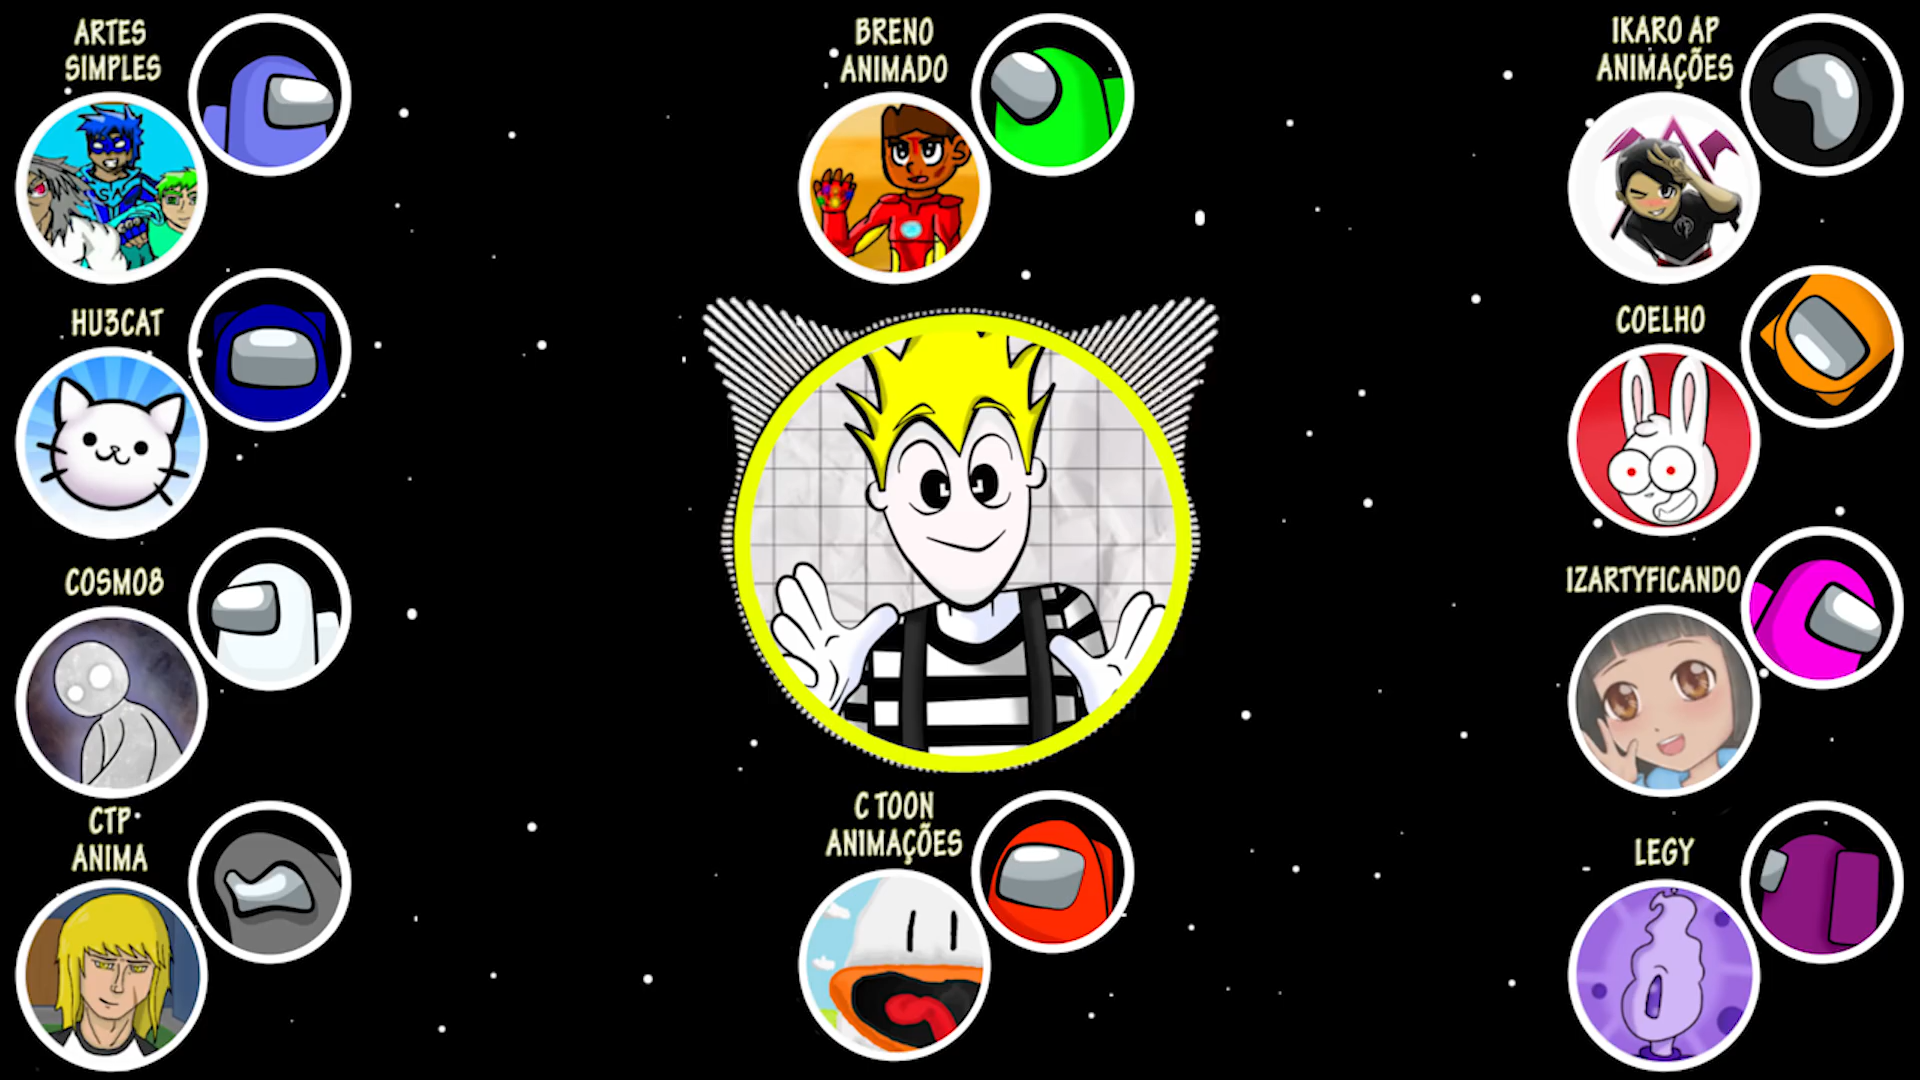 ARTES
SIMPLES
BRENO
ANIMADO
IKARO AP
ANIMAÇÕES
HU3CAT
COELHO
COSMO8
IZARTYFICANDO
CTP
ANIMA
C TOON
ANIMAÇÕES
LEGY